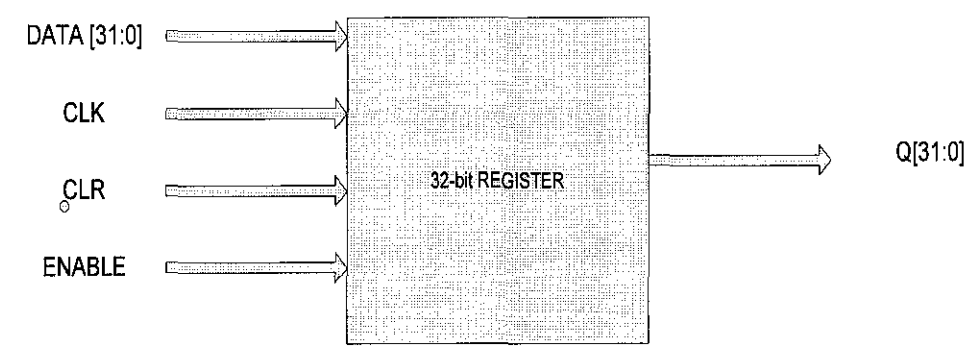 DATA [31:0]
CLK
CLR
ENABLE
32-bit REGISTER
Q[31:0]